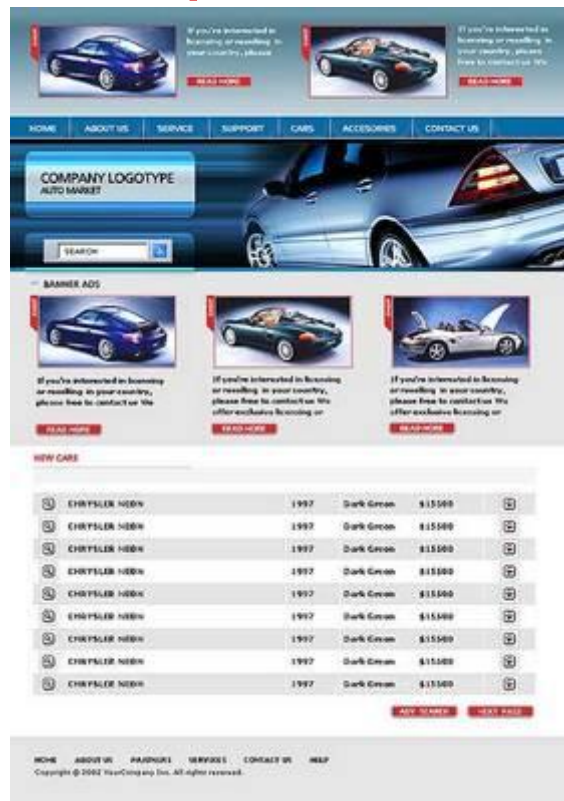 If you're interested in
licensing or reselling in
your country, please
READ MORE
If you're interested in
licensing or reselling in
your country, please
free to contact us We
READ MORE
HOME ABOUT US SERVICE SUPPORT CARS ACCESORIES CONTACT US
COMPANY LOGOTYPE
AUTO MARKET
SEARCH
BANNER ADS
If you're interested in licensing
or reselling in your country,
please free to contact us We
READ MORE
If you're interested in licensing
or reselling in your country,
please free to contact us We
offer exclusive licensing or
READ MORE
If you're interested in licensing
or reselling in your country,
please free to contact us We
offer exclusive licensing or
READ MORE
NEW CARS
CHRYSLER NEON 1997 Dark Green $15500
CHRYSLER NEON 1997 Dark Green $15500
CHRYSLER NEON 1997 Dark Green $15500
CHRYSLER NEON 1997 Dark Green $15500
CHRYSLER NEON 1997 Dark Green $15500
CHRYSLER NEON 1997 Dark Green $15500
CHRYSLER NEON 1997 Dark Green $15500
CHRYSLER NEON 1997 Dark Green $15500
CHRYSLER NEON 1997 Dark Green $15500
ADV SEARCH NEXT PAGE
HOME ABOUT US PARTNERS SERVICES CONTACT US HELP
Copyright @ 2002 YourCompany Inc. All rights reserved.